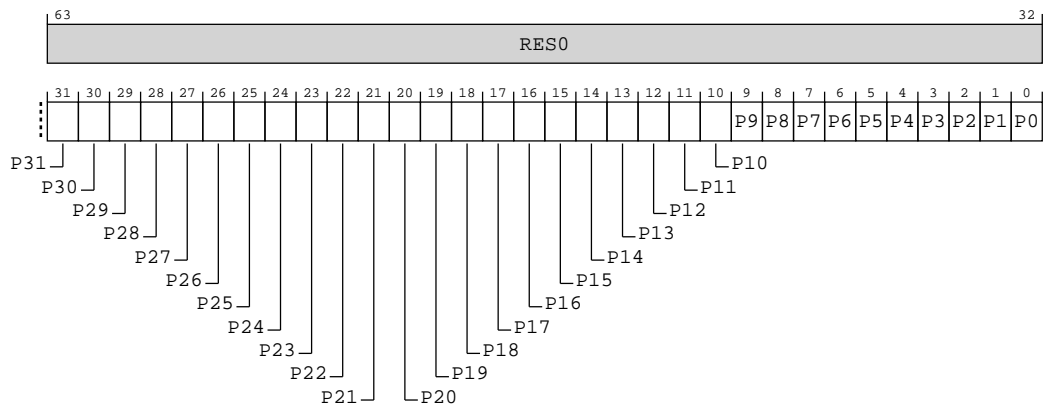 63 32
RES0
31 30 29 28 27 26 25 24 23 22 21 20 19 18 17 16 15 14 13 12 11 10 9 8 7 6 5 4 3 2 1 0
P9 P8 P7 P6 P5 P4 P3 P2 P1 P0
P31 P10
P30 P11
P29 P12
P28 P13
P27 P14
P26 P15
P25 P16
P24 P17
P23 P18
P22 P19
P21 P20